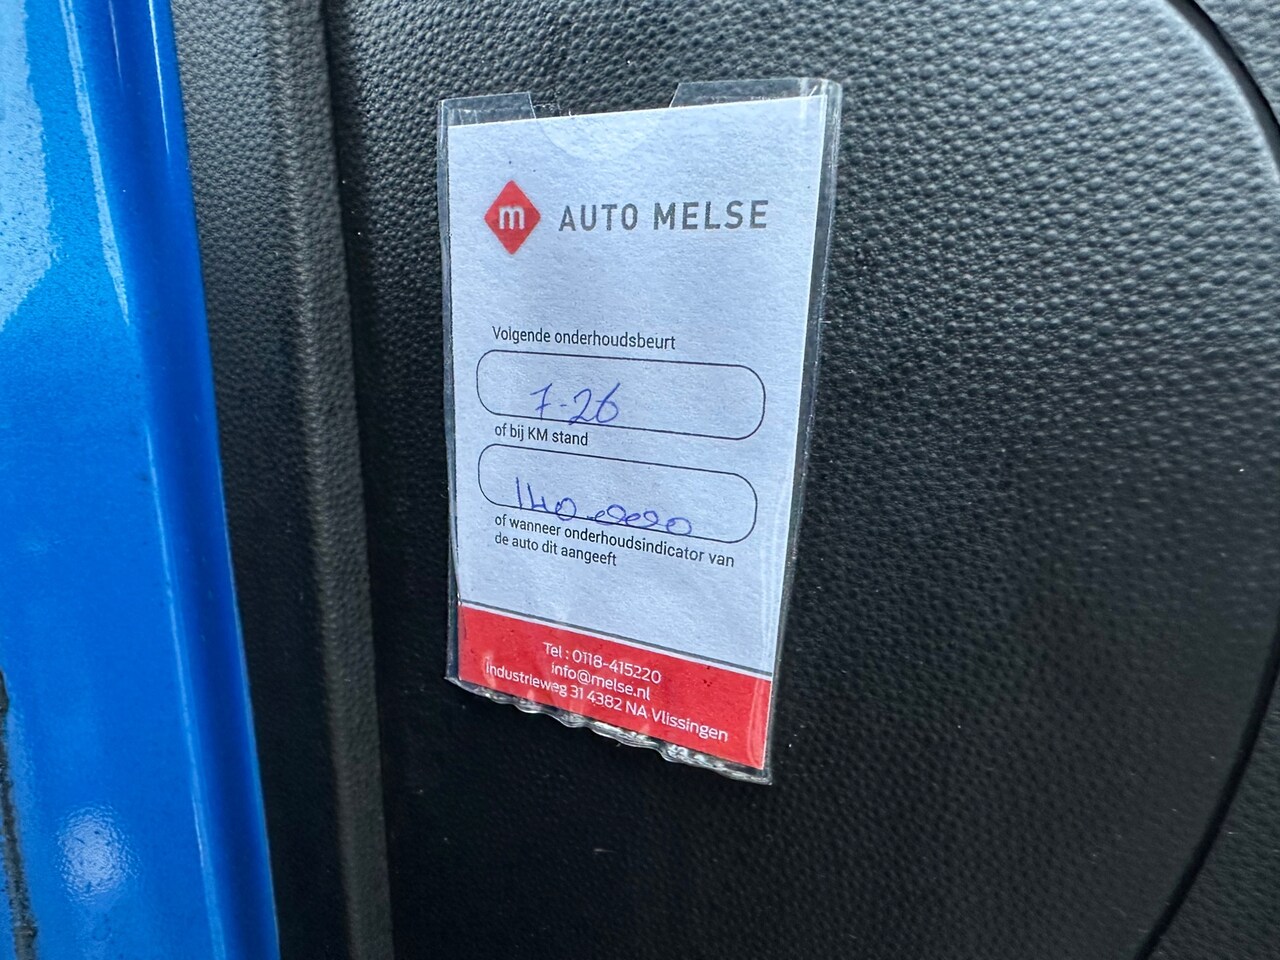 m AUTO MELSE
Volgende onderhoudsbeurt
7-26
of bij KM stand
140.000
of wanneer onderhoudsindicator van
de auto dit aangeeft
Tel : 0118-415220
info@melse.nl
Industrieweg 31 4382 NA Vlissingen